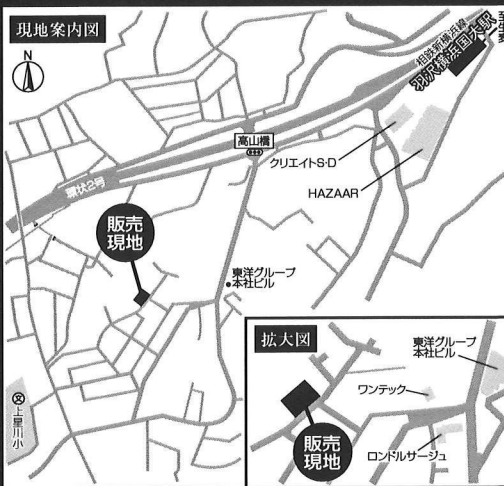 現地案内図
N
相鉄新横浜線
羽沢横浜国大駅
高山橋
クリエイトS・D
HAZAAR
環状2号
販売
現地
東洋グループ
本社ビル
上星川小
拡大図
東洋グループ
本社ビル
ワンテック
販売
現地
ロンドルサージュ